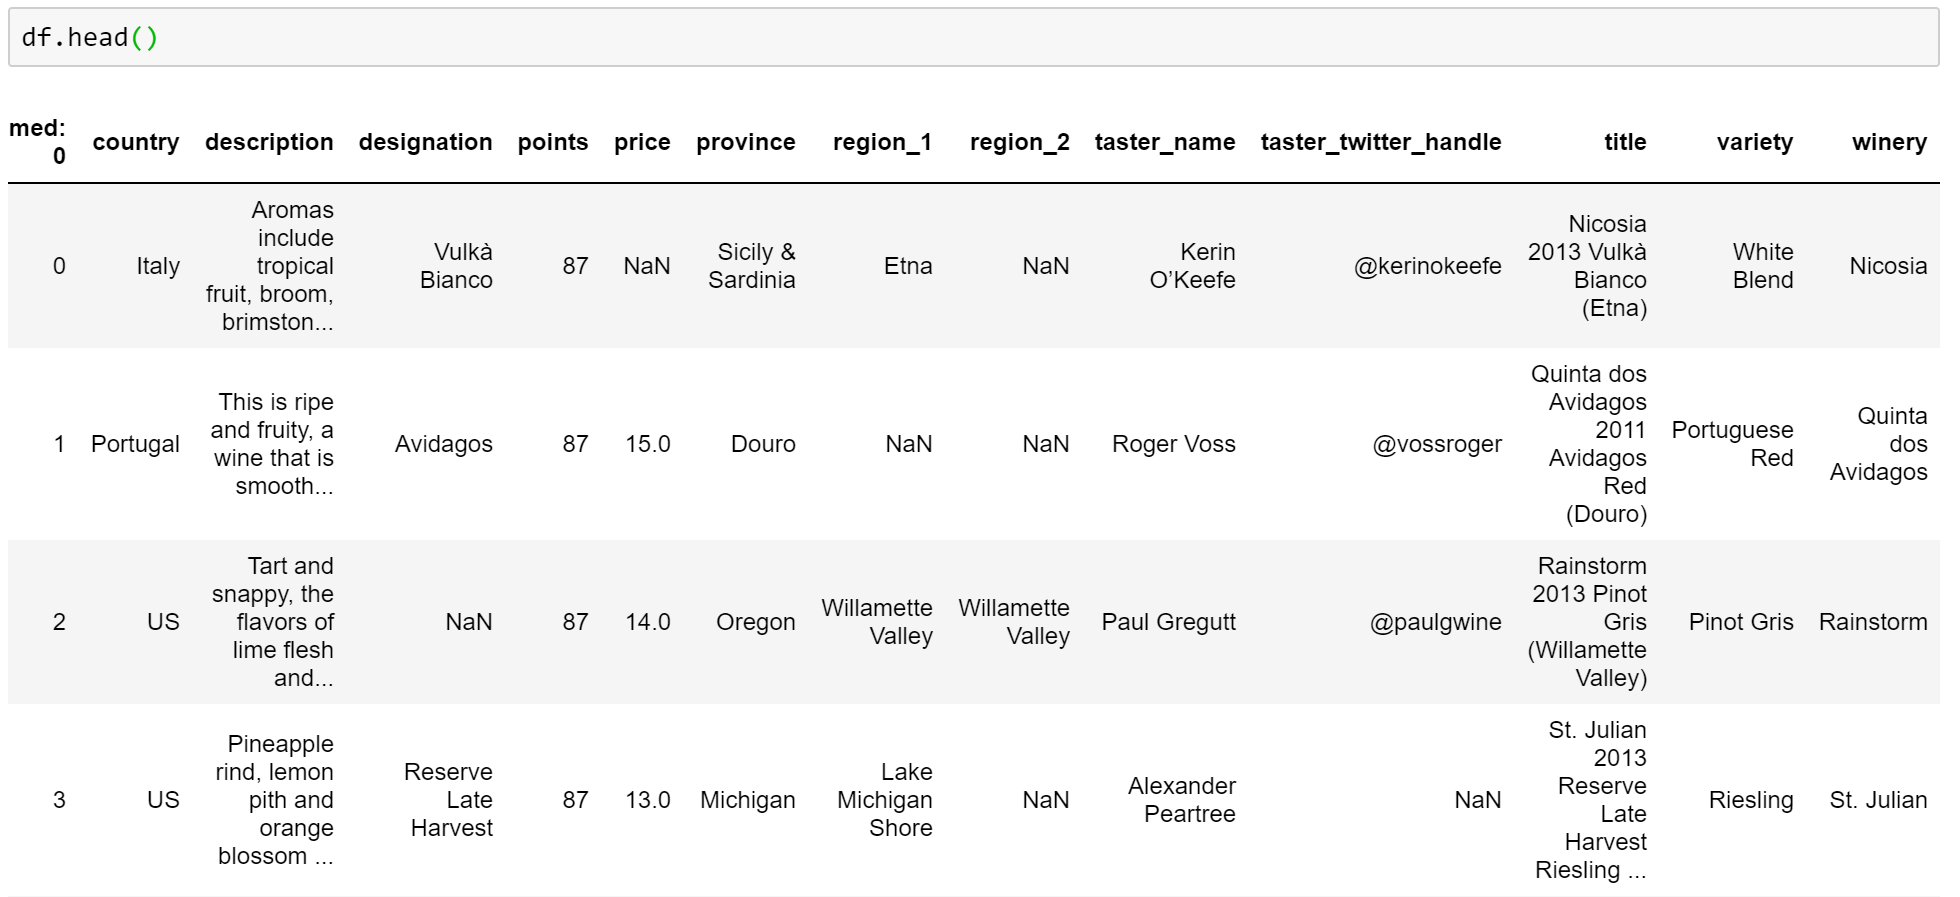 df.head()
med: 0 country description designation points price province region_1 region_2 taster_name taster_twitter_handle title variety winery
0 Italy Aromas include tropical fruit, broom, brimston... Vulkà Bianco 87 NaN Sicily & Sardinia Etna NaN Kerin O’Keefe @kerinokeefe Nicosia 2013 Vulkà Bianco (Etna) White Blend Nicosia
1 Portugal This is ripe and fruity, a wine that is smooth... Avidagos 87 15.0 Douro NaN NaN Roger Voss @vossroger Quinta dos Avidagos 2011 Avidagos Red (Douro) Portuguese Red Quinta dos Avidagos
2 US Tart and snappy, the flavors of lime flesh and... NaN 87 14.0 Oregon Willamette Valley Willamette Valley Paul Gregutt @paulgwine Rainstorm 2013 Pinot Gris (Willamette Valley) Pinot Gris Rainstorm
3 US Pineapple rind, lemon pith and orange blossom ... Reserve Late Harvest 87 13.0 Michigan Lake Michigan Shore NaN Alexander Peartree NaN St. Julian 2013 Reserve Late Harvest Riesling ... Riesling St. Julian